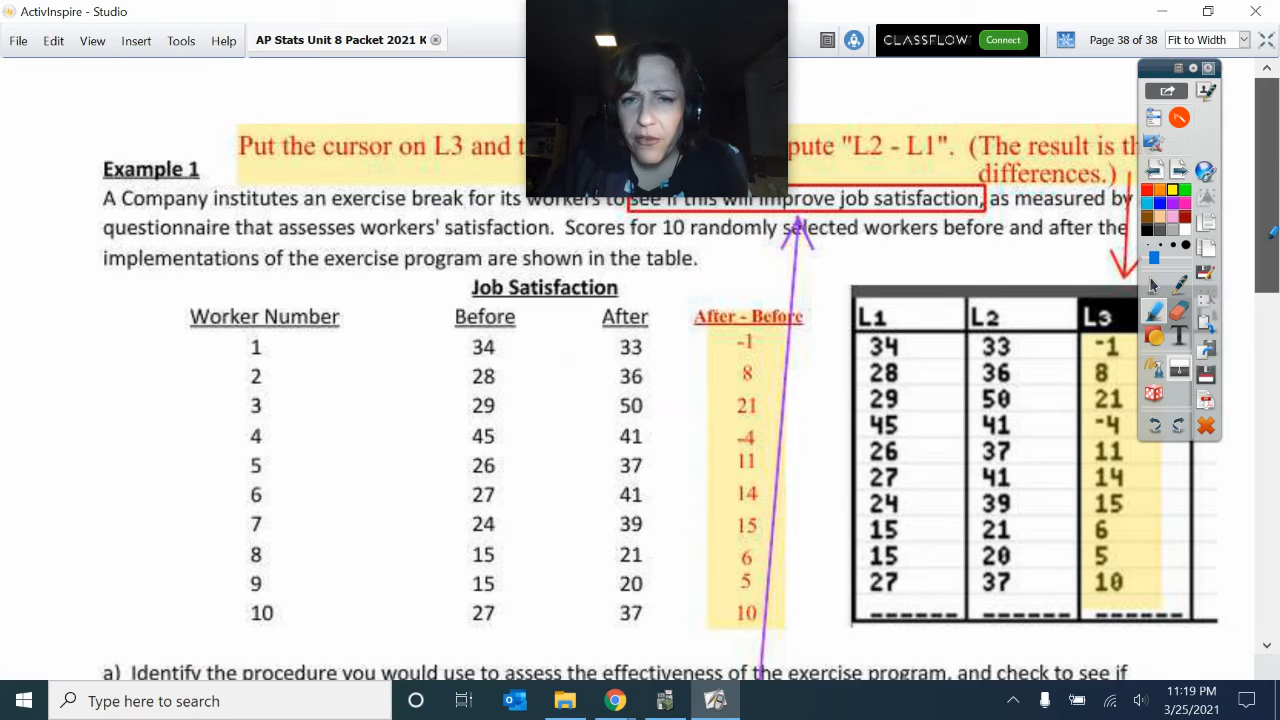 ActivInspire - Studio
File Edit View Insert Tools Help AP Stats Unit 8 Packet 2021 K CLASSFLOW Connect Page 38 of 38 Fit to Width
Put the cursor on L3 and pute "L2 - L1". (The result is
differences.)
Example 1
A Company institutes an exercise break for its workers to see if this will improve job satisfaction, as measured by
questionnaire that assesses workers' satisfaction. Scores for 10 randomly selected workers before and after the
implementations of the exercise program are shown in the table.
Job Satisfaction
Worker Number Before After After - Before
1 34 33 -1
2 28 36 8
3 29 50 21
4 45 41 -4
5 26 37 11
6 27 41 14
7 24 39 15
8 15 21 6
9 15 20 5
10 27 37 10
L1 L2 L3
34 33 -1
28 36 8
29 50 21
45 41 -4
26 37 11
27 41 14
24 39 15
15 21 6
15 20 5
27 37 10
a) Identify the procedure you would use to assess the effectiveness of the exercise program, and check to see if
Type here to search
11:19 PM
3/25/2021